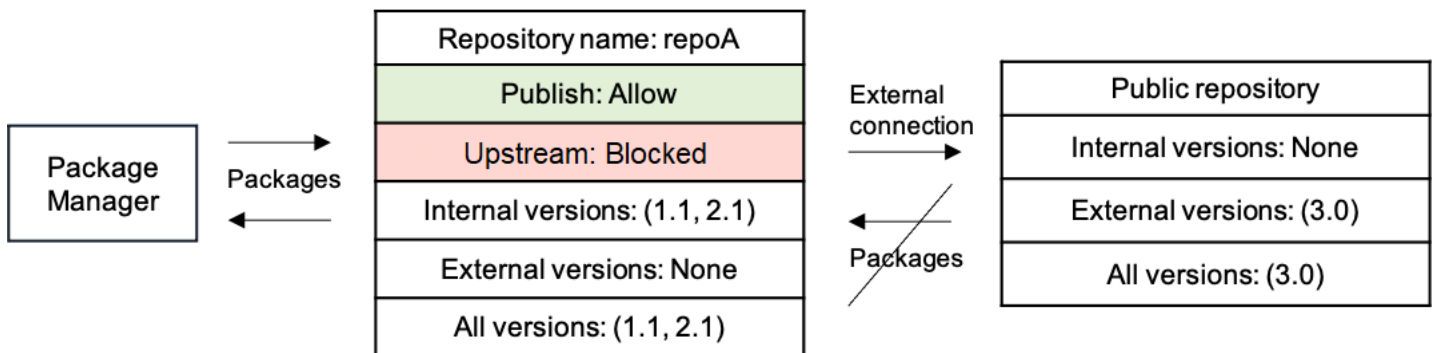 Package
Manager
Packages
Repository name: repoA
Publish: Allow
Upstream: Blocked
Internal versions: (1.1, 2.1)
External versions: None
All versions: (1.1, 2.1)
External
connection
Packages
Public repository
Internal versions: None
External versions: (3.0)
All versions: (3.0)